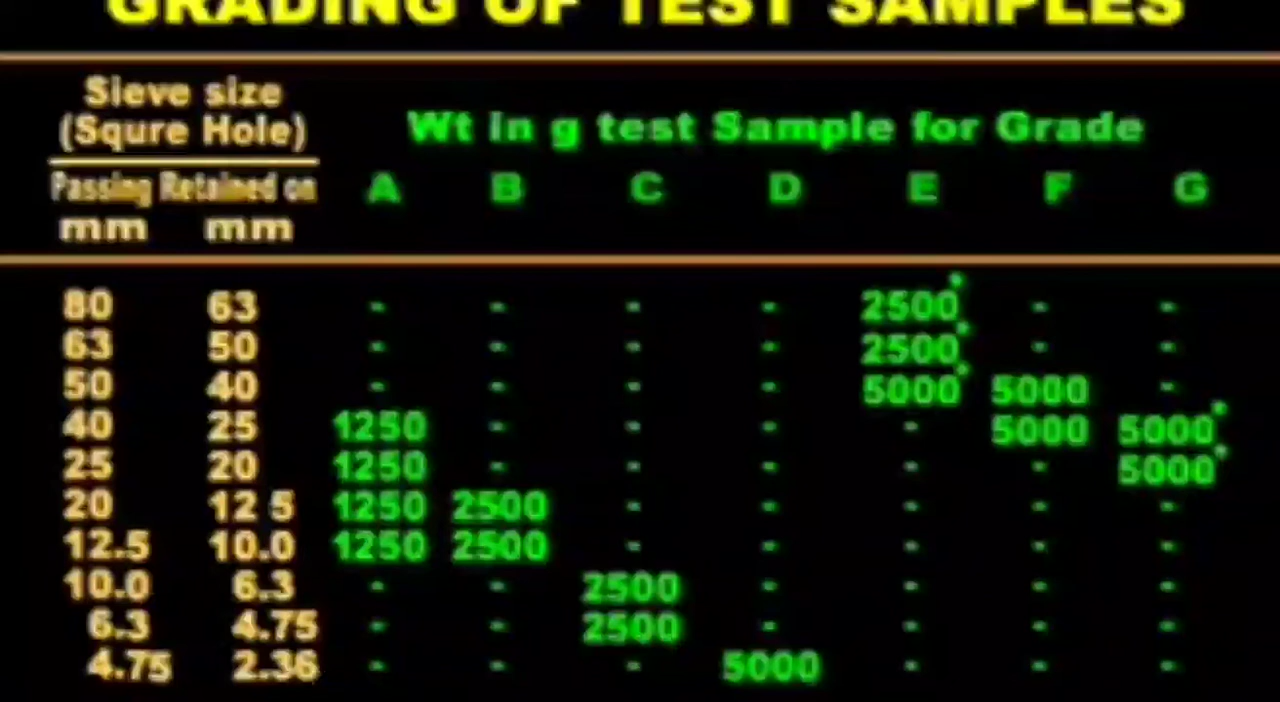 GRADING OF TEST SAMPLES
Sieve size
(Squre Hole)
Wt in g test Sample for Grade
Passing Retained on A B C D E F G
mm mm
80 63 - - - - 2500* - -
63 50 - - - - 2500* - -
50 40 - - - - 5000* 5000 -
40 25 1250 - - - - 5000 5000*
25 20 1250 - - - - - 5000*
20 12 5 1250 2500 - - - - -
12.5 10.0 1250 2500 - - - - -
10.0 6.3 - - 2500 - - - -
6.3 4.75 - - 2500 - - - -
4.75 2.36 - - - 5000 - - -